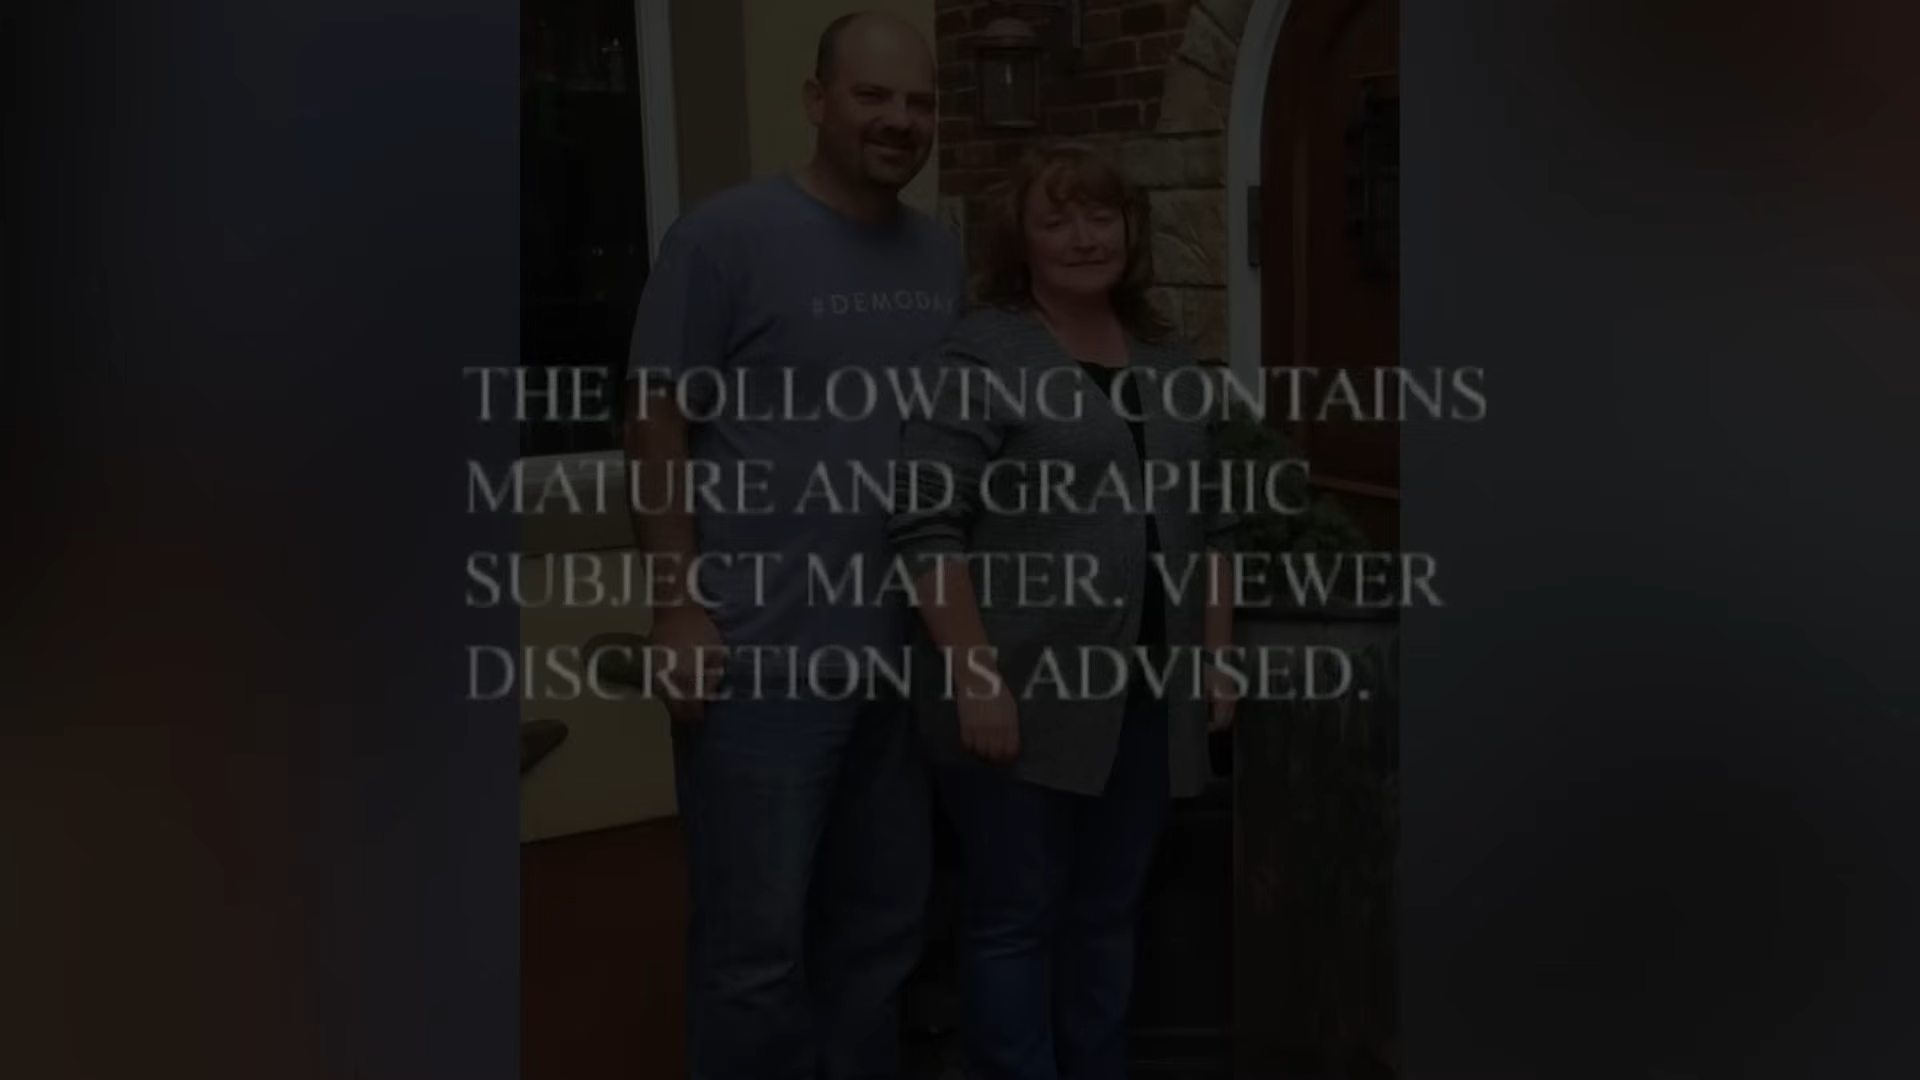 #DEMODAY
THE FOLLOWING CONTAINS
MATURE AND GRAPHIC
SUBJECT MATTER. VIEWER
DISCRETION IS ADVISED.